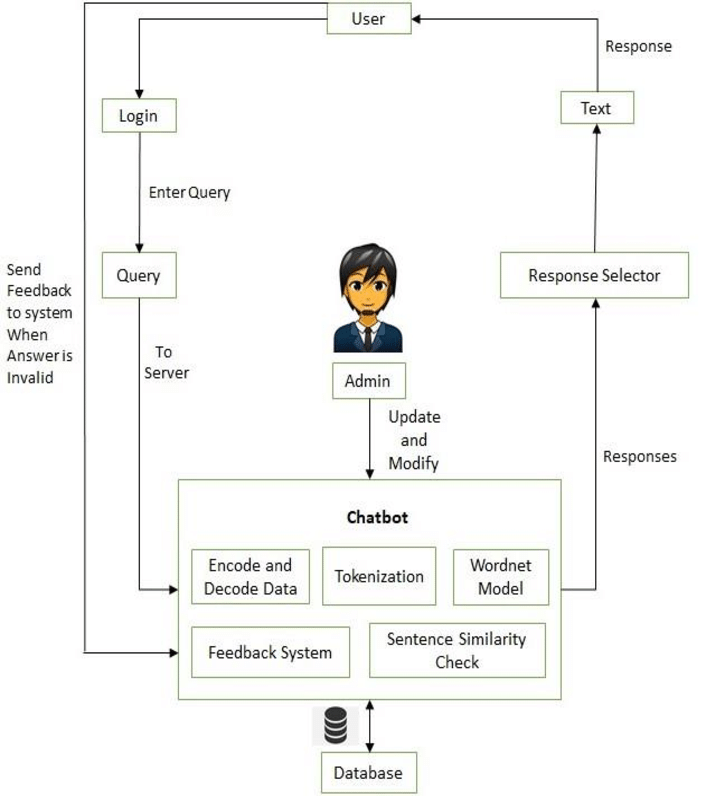 User
Response
Login
Text
Enter Query
Query
Response Selector
Send
Feedback
to system
When
Answer is
Invalid
To
Server
Admin
Update
and
Modify
Responses
Chatbot
Encode and
Decode Data
Tokenization
Wordnet
Model
Feedback System
Sentence Similarity
Check
Database